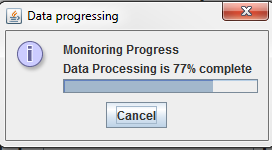 Data progressing
Monitoring Progress
Data Processing is 77% complete
Cancel